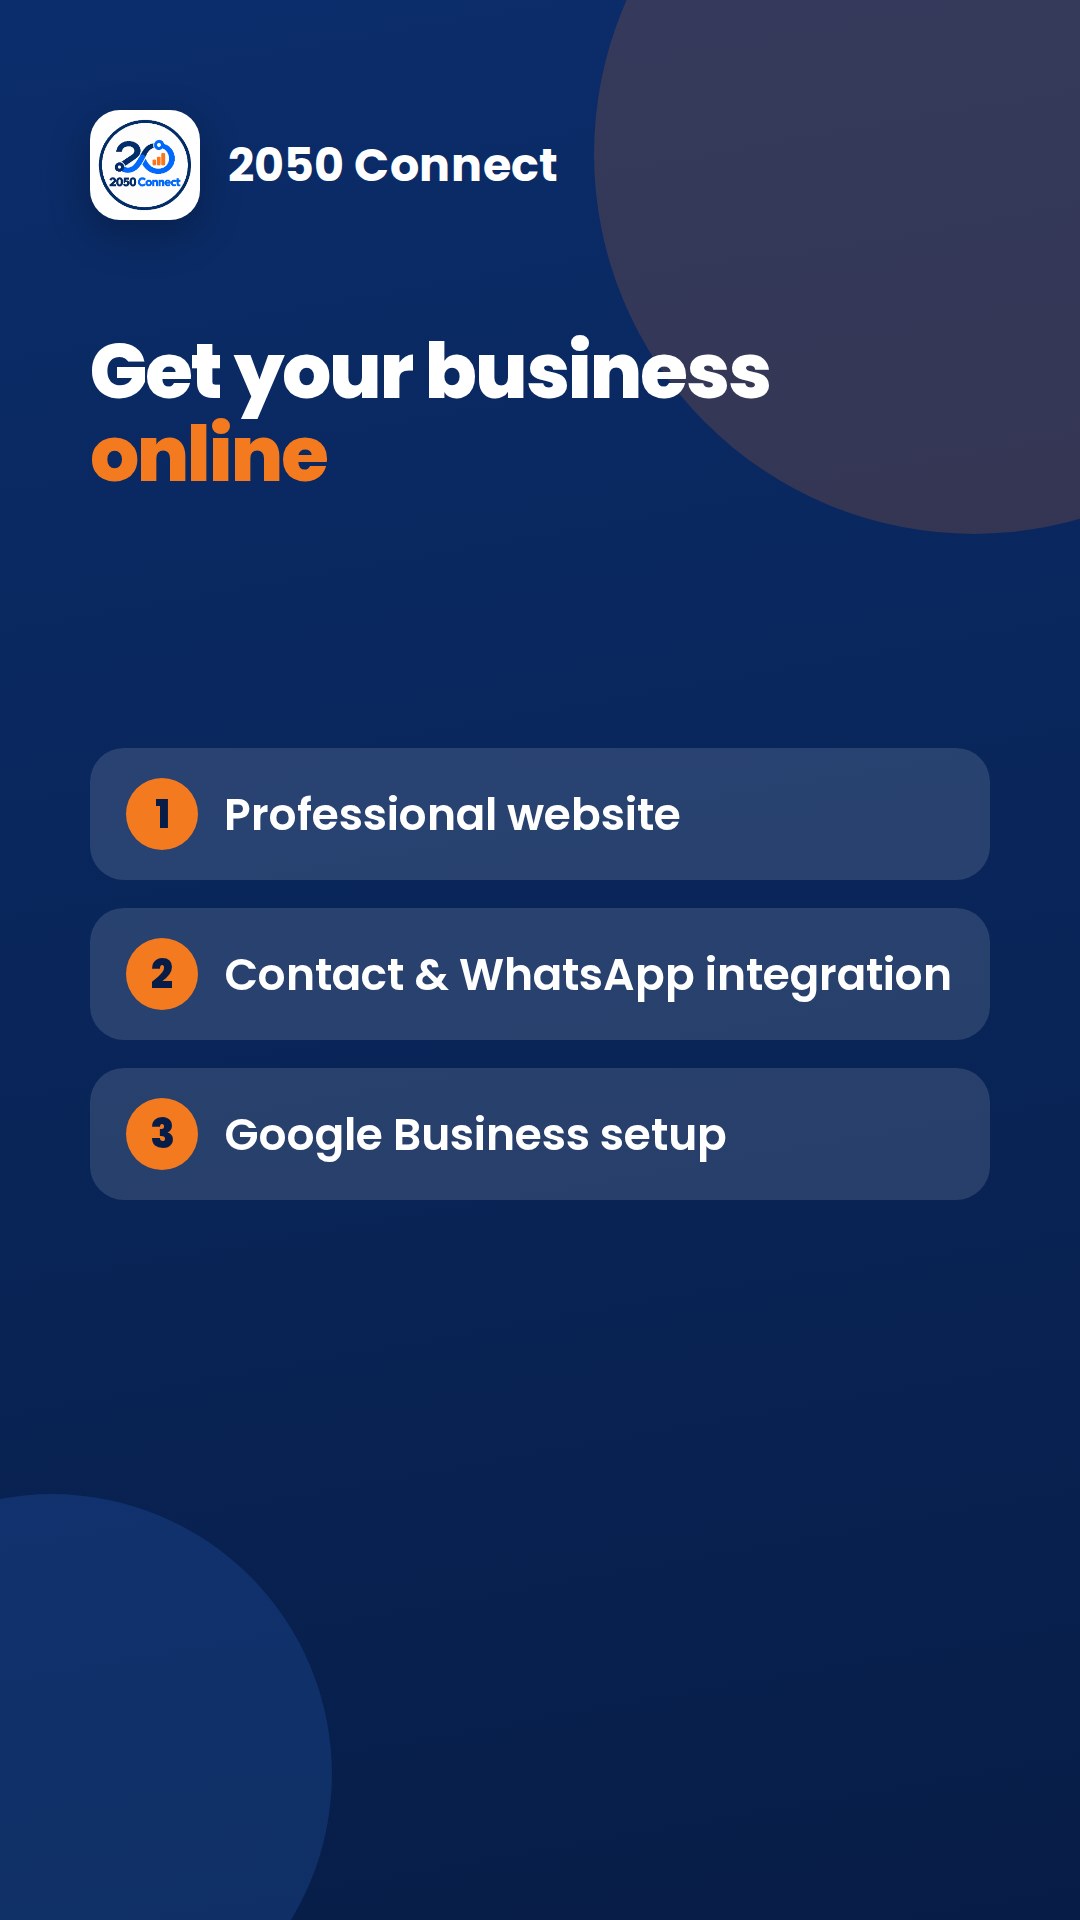 2050 Connect
2050 Connect
Get your business
online
1 Professional website
2 Contact & WhatsApp integration
3 Google Business setup